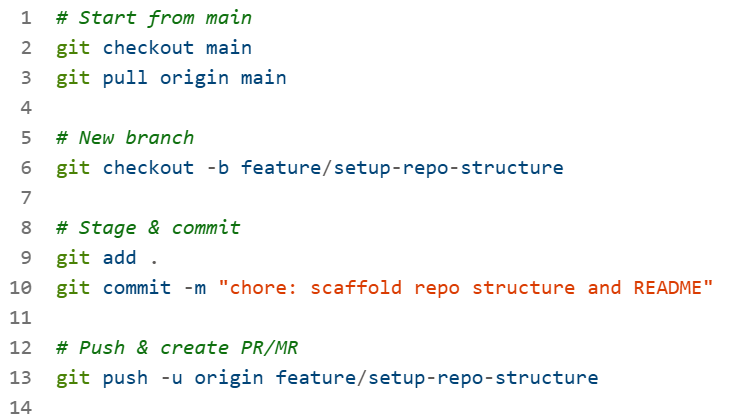 1 # Start from main
2 git checkout main
3 git pull origin main
4
5 # New branch
6 git checkout -b feature/setup-repo-structure
7
8 # Stage & commit
9 git add .
10 git commit -m "chore: scaffold repo structure and README"
11
12 # Push & create PR/MR
13 git push -u origin feature/setup-repo-structure
14